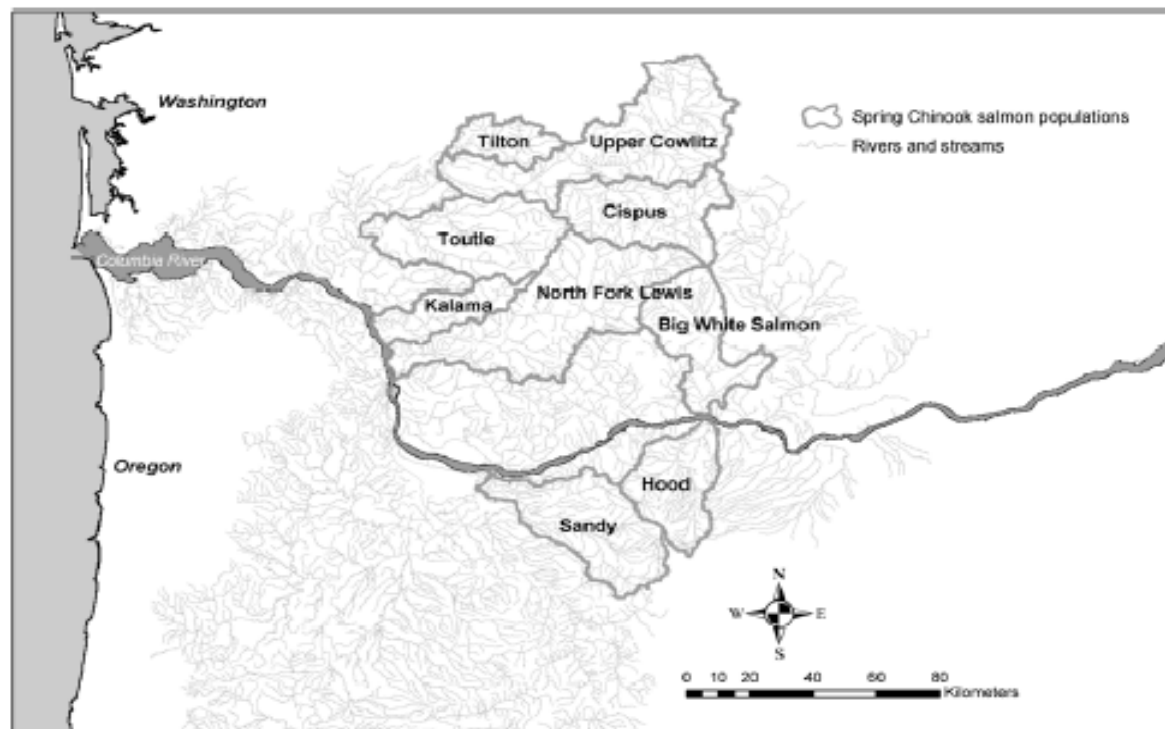 Washington
Tilton
Upper Cowlitz
Spring Chinook salmon populations
Rivers and streams
Cispus
Toutle
Columbia River
Kalama
North Fork Lewis
Big White Salmon
Oregon
Hood
Sandy
N
W E
S
0 10 20 40 60 80
Kilometers